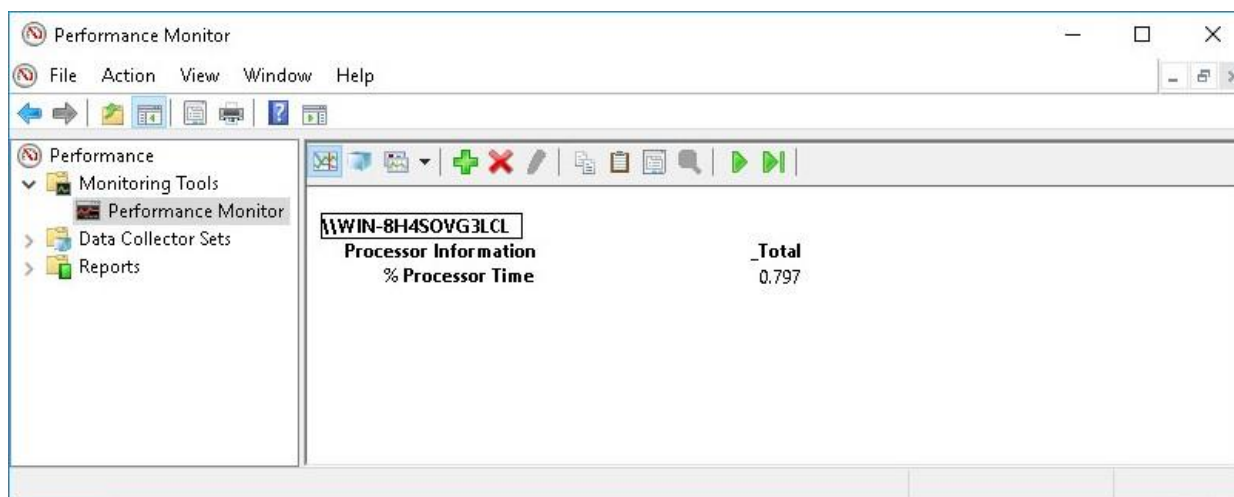 Performance Monitor
File Action View Window Help
Performance
Monitoring Tools
Performance Monitor
Data Collector Sets
Reports
\\WIN-8H4SOVG3LCL
Processor Information _Total
% Processor Time 0.797